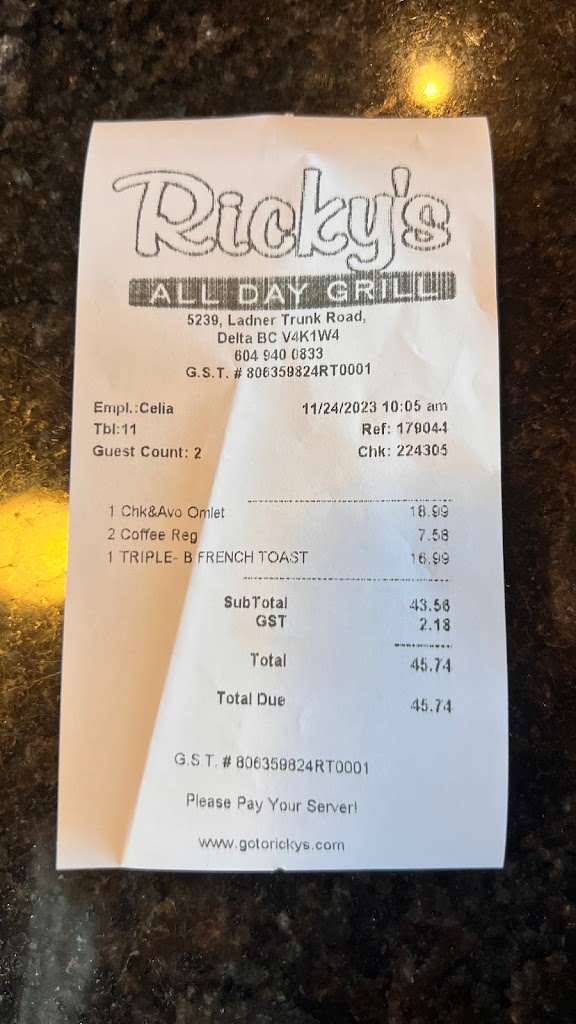 Ricky's
ALL DAY GRILL
5239, Ladner Trunk Road,
Delta BC V4K1W4
604 940 0833
G.S.T. # 806359824RT0001
Empl.:Celia 11/24/2023 10:05 am
Tbl:11 Ref: 179044
Guest Count: 2 Chk: 224305
1 Chk&Avo Omlet 18.99
2 Coffee Reg 7.58
1 TRIPLE- B FRENCH TOAST 16.99
SubTotal 43.56
GST 2.18
Total 45.74
Total Due 45.74
G.S.T. # 806359824RT0001
Please Pay Your Server!
www.gotorickys.com